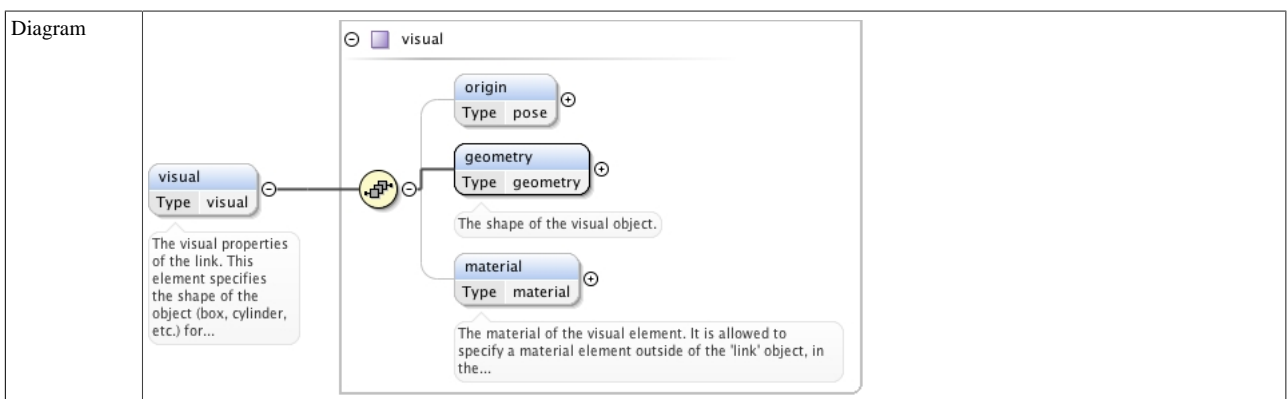 Diagram
visual
origin
Type pose
geometry
Type geometry
The shape of the visual object.
visual
Type visual
The visual properties
of the link. This
element specifies
the shape of the
object (box, cylinder,
etc.) for...
material
Type material
The material of the visual element. It is allowed to
specify a material element outside of the 'link' object, in
the...